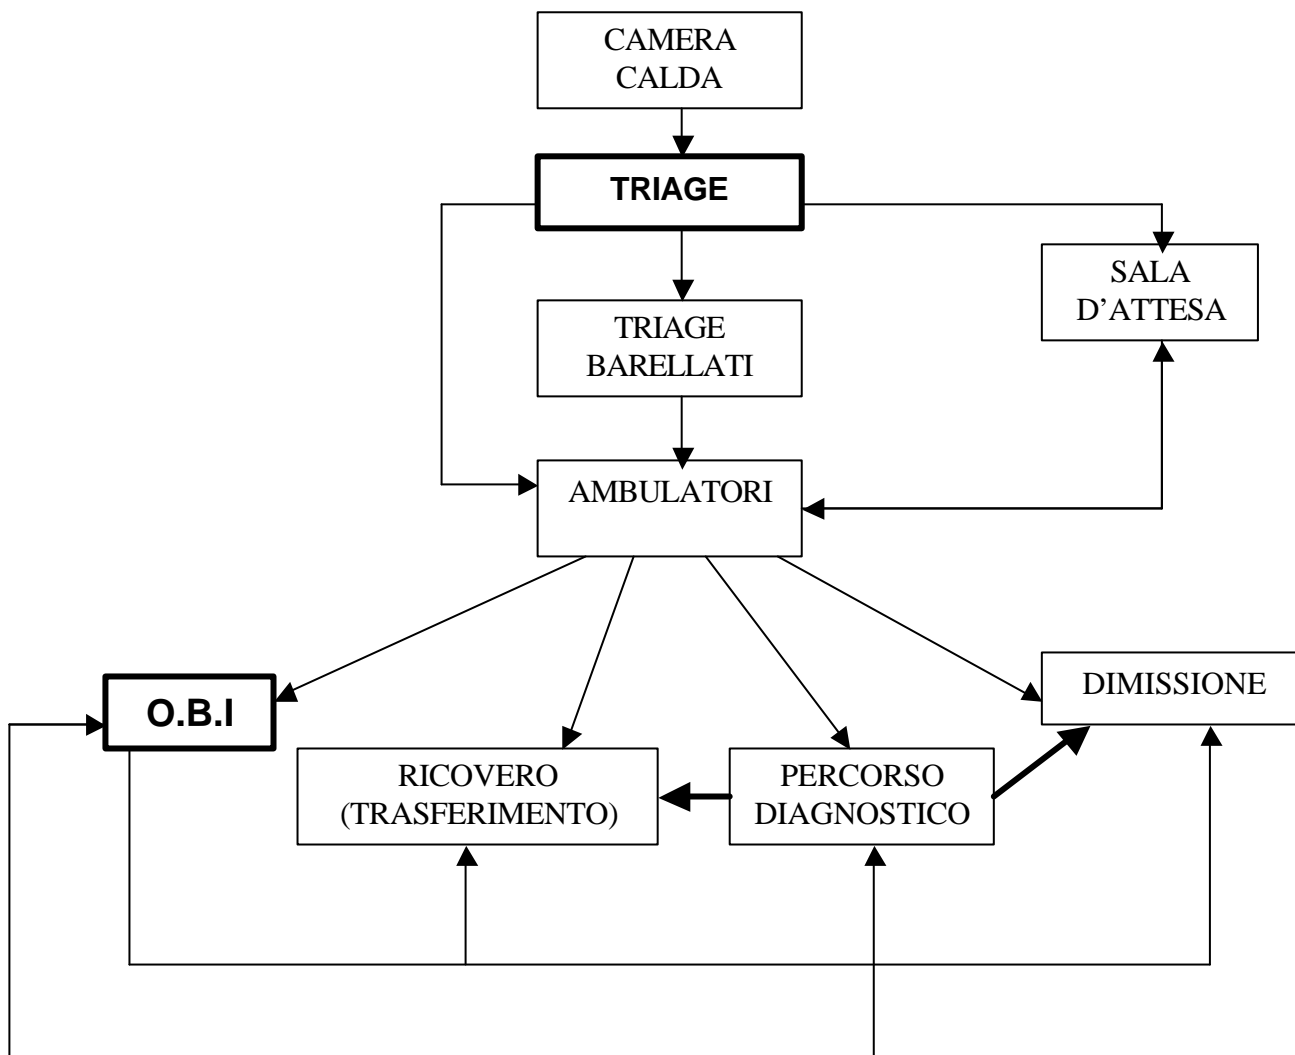 CAMERA
CALDA
TRIAGE
SALA
D’ATTESA
TRIAGE
BARELLATI
AMBULATORI
DIMISSIONE
O.B.I
RICOVERO
(TRASFERIMENTO)
PERCORSO
DIAGNOSTICO